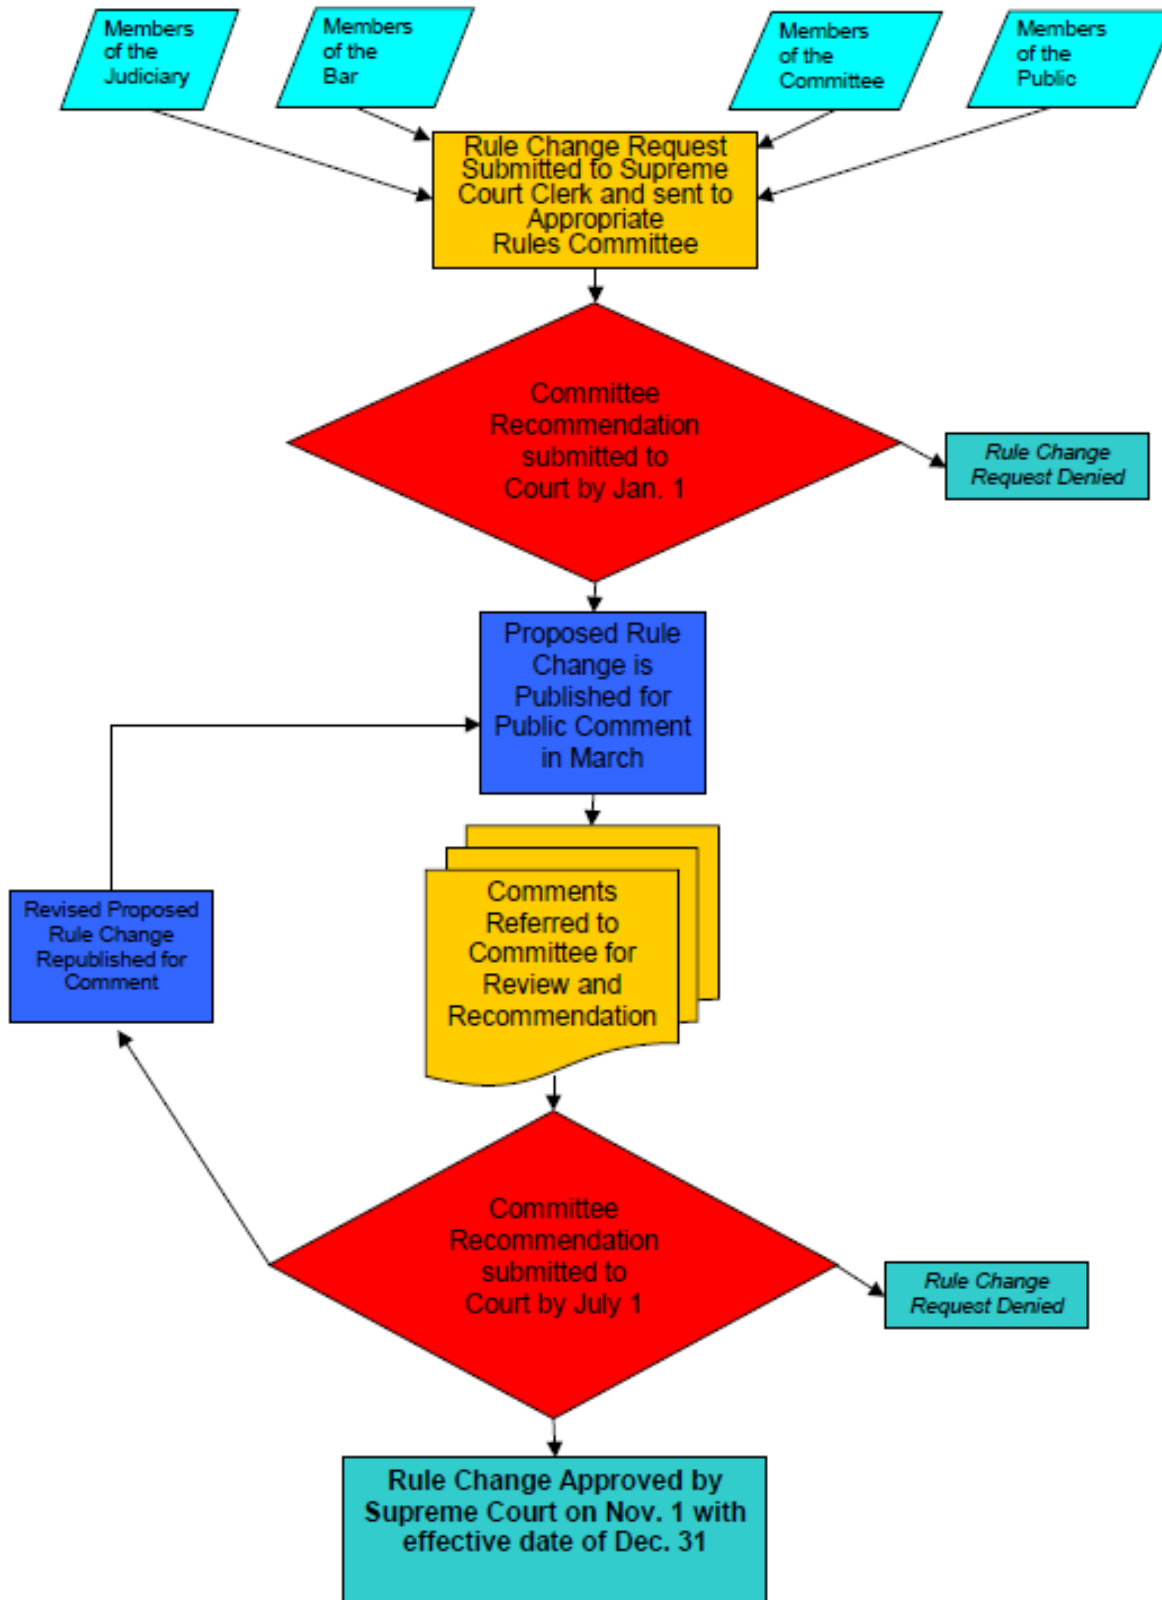 Members
of the
Judiciary
Members
of the
Bar
Members
of the
Committee
Members
of the
Public
Rule Change Request
Submitted to Supreme
Court Clerk and sent to
Appropriate
Rules Committee
Committee
Recommendation
submitted to
Court by Jan. 1
Rule Change
Request Denied
Proposed Rule
Change is
Published for
Public Comment
in March
Revised Proposed
Rule Change
Republished for
Comment
Comments
Referred to
Committee for
Review and
Recommendation
Committee
Recommendation
submitted to
Court by July 1
Rule Change
Request Denied
Rule Change Approved by
Supreme Court on Nov. 1 with
effective date of Dec. 31